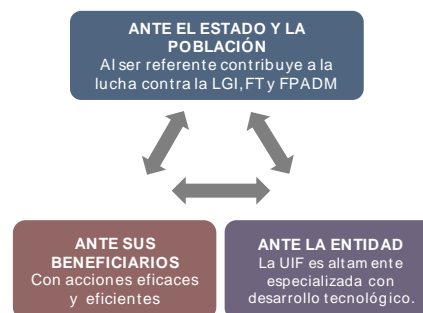 ANTE EL ESTADO Y LA
POBLACIÓN
Al ser referente contribuye a la
lucha contra la LGI, FT y FPADM
ANTE SUS
BENEFICIARIOS
Con acciones eficaces
y eficientes
ANTE LA ENTIDAD
La UIF es altamente
especializada con
desarrollo tecnológico.